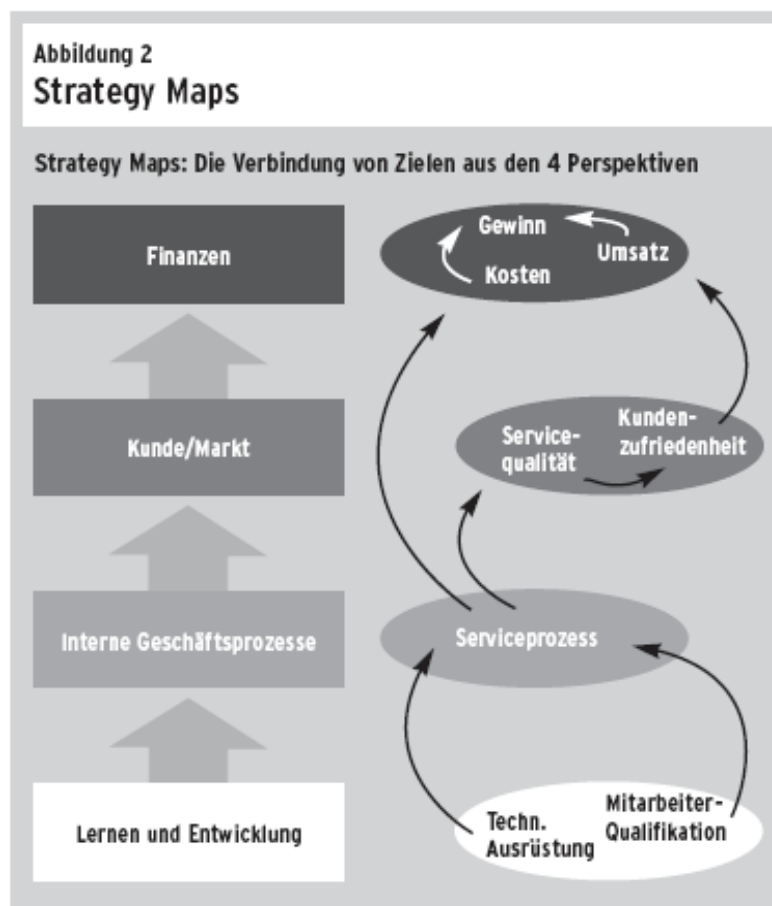 Abbildung 2
Strategy Maps
Strategy Maps: Die Verbindung von Zielen aus den 4 Perspektiven
Finanzen
Gewinn
Umsatz
Kosten
Kunde/Markt
Service-
qualität
Kunden-
zufriedenheit
Interne Geschäftsprozesse
Serviceprozess
Lernen und Entwicklung
Techn.
Ausrüstung
Mitarbeiter-
Qualifikation